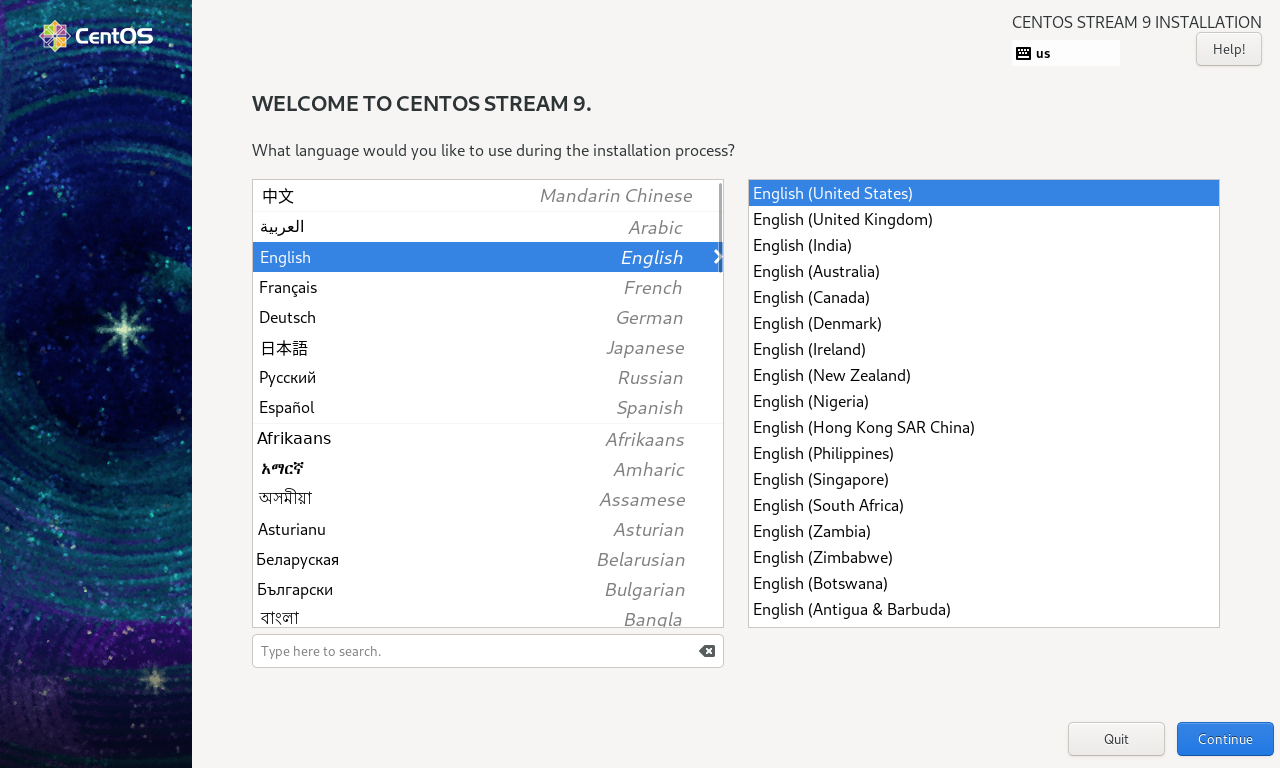 CentOS
CENTOS STREAM 9 INSTALLATION
us
Help!
WELCOME TO CENTOS STREAM 9.
What language would you like to use during the installation process?
中文 Mandarin Chinese
العربية Arabic
English English
Français French
Deutsch German
日本語 Japanese
Русский Russian
Español Spanish
Afrikaans Afrikaans
አማርኛ Amharic
অসমীয়া Assamese
Asturianu Asturian
Беларуская Belarusian
Български Bulgarian
বাংলা Bangla
English (United States)
English (United Kingdom)
English (India)
English (Australia)
English (Canada)
English (Denmark)
English (Ireland)
English (New Zealand)
English (Nigeria)
English (Hong Kong SAR China)
English (Philippines)
English (Singapore)
English (South Africa)
English (Zambia)
English (Zimbabwe)
English (Botswana)
English (Antigua & Barbuda)
Type here to search.
Quit
Continue